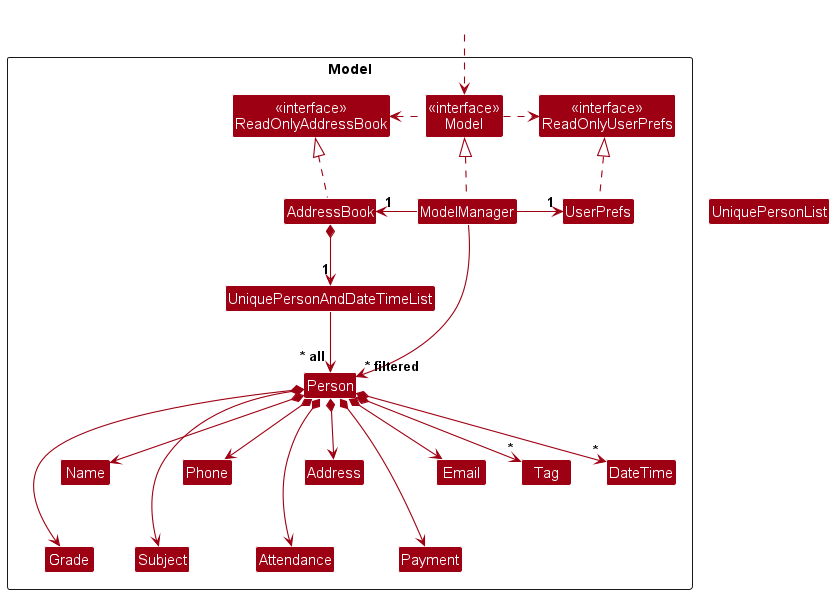 Model
«interface»
ReadOnlyAddressBook
«interface»
Model
«interface»
ReadOnlyUserPrefs
AddressBook
1
ModelManager
1
UserPrefs
UniquePersonList
1
UniquePersonAndDateTimeList
* all
* filtered
Person
*
*
Name
Phone
Address
Email
Tag
DateTime
Grade
Subject
Attendance
Payment